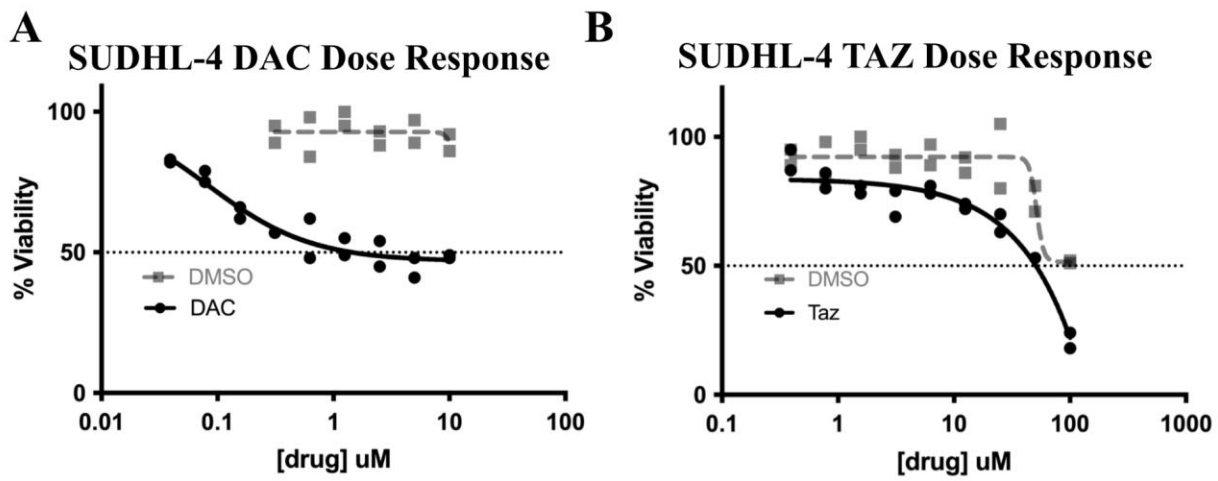 A
SUDHL-4 DAC Dose Response
100
50
0
% Viability
DMSO
DAC
0.01
0.1
1
10
100
[drug] uM
B
SUDHL-4 TAZ Dose Response
100
50
0
% Viability
DMSO
Taz
0.1
1
10
100
1000
[drug] uM